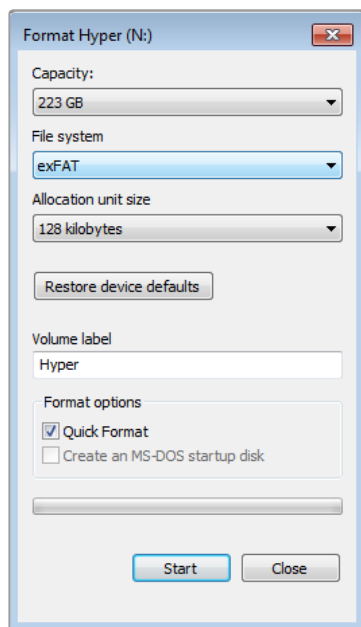 Format Hyper (N:)
Capacity:
223 GB
File system
exFAT
Allocation unit size
128 kilobytes
Restore device defaults
Volume label
Hyper
Format options
Quick Format
Create an MS-DOS startup disk
Start
Close